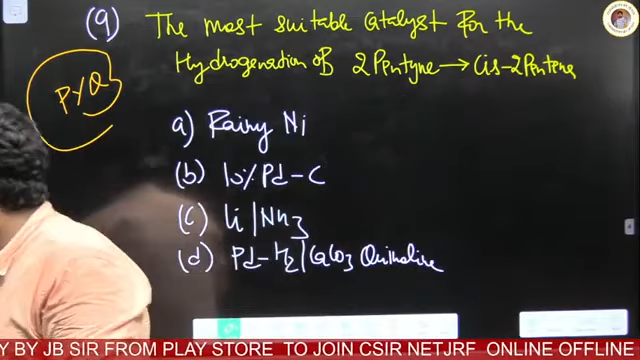 (9) The most suitable catalyst for the
Hydrogenation of 2 Pentyne → Cis-2 Pentene
PYQ
a) Rainy Ni
(b) 10% Pd-C
(c) Li | NH3
(d) Pd-H2 | CaCO3 Quinoline
Y BY JB SIR FROM PLAY STORE TO JOIN CSIR NETJRF ONLINE OFFLINE